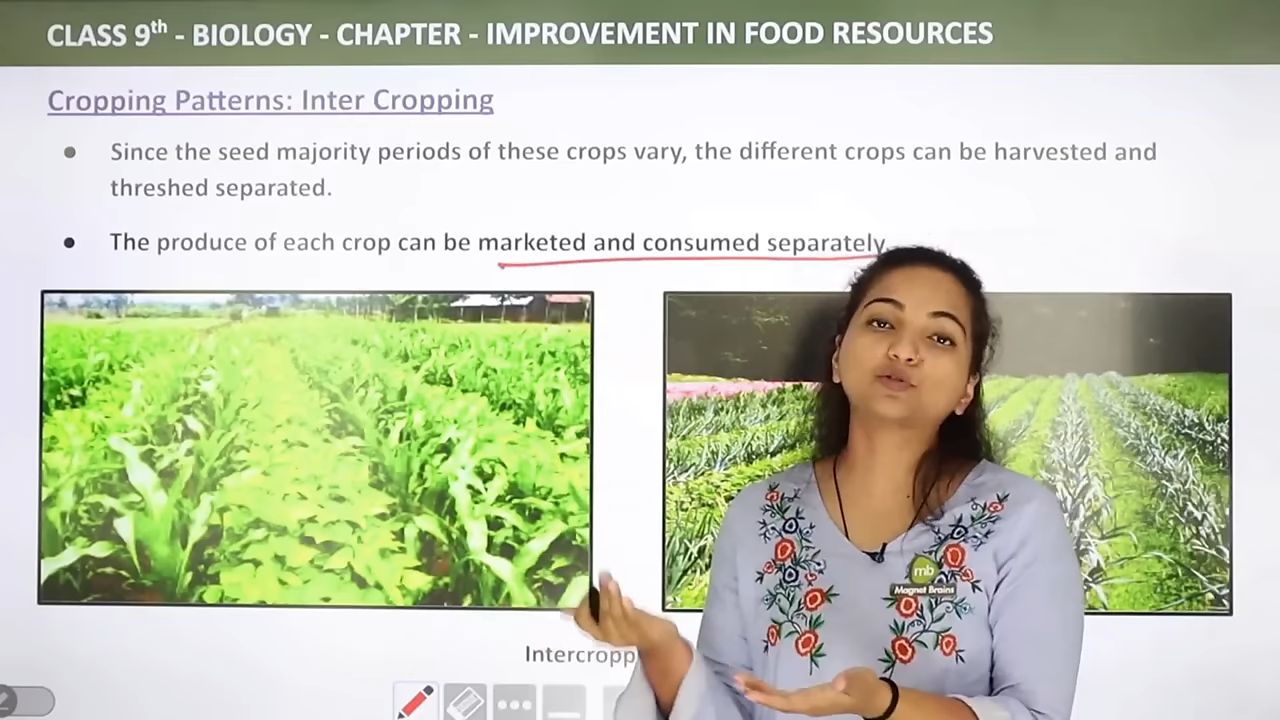 CLASS 9th - BIOLOGY - CHAPTER - IMPROVEMENT IN FOOD RESOURCES
Cropping Patterns: Inter Cropping
Since the seed majority periods of these crops vary, the different crops can be harvested and
threshed separated.
The produce of each crop can be marketed and consumed separately.
mb
Magnet Brains
Intercropp